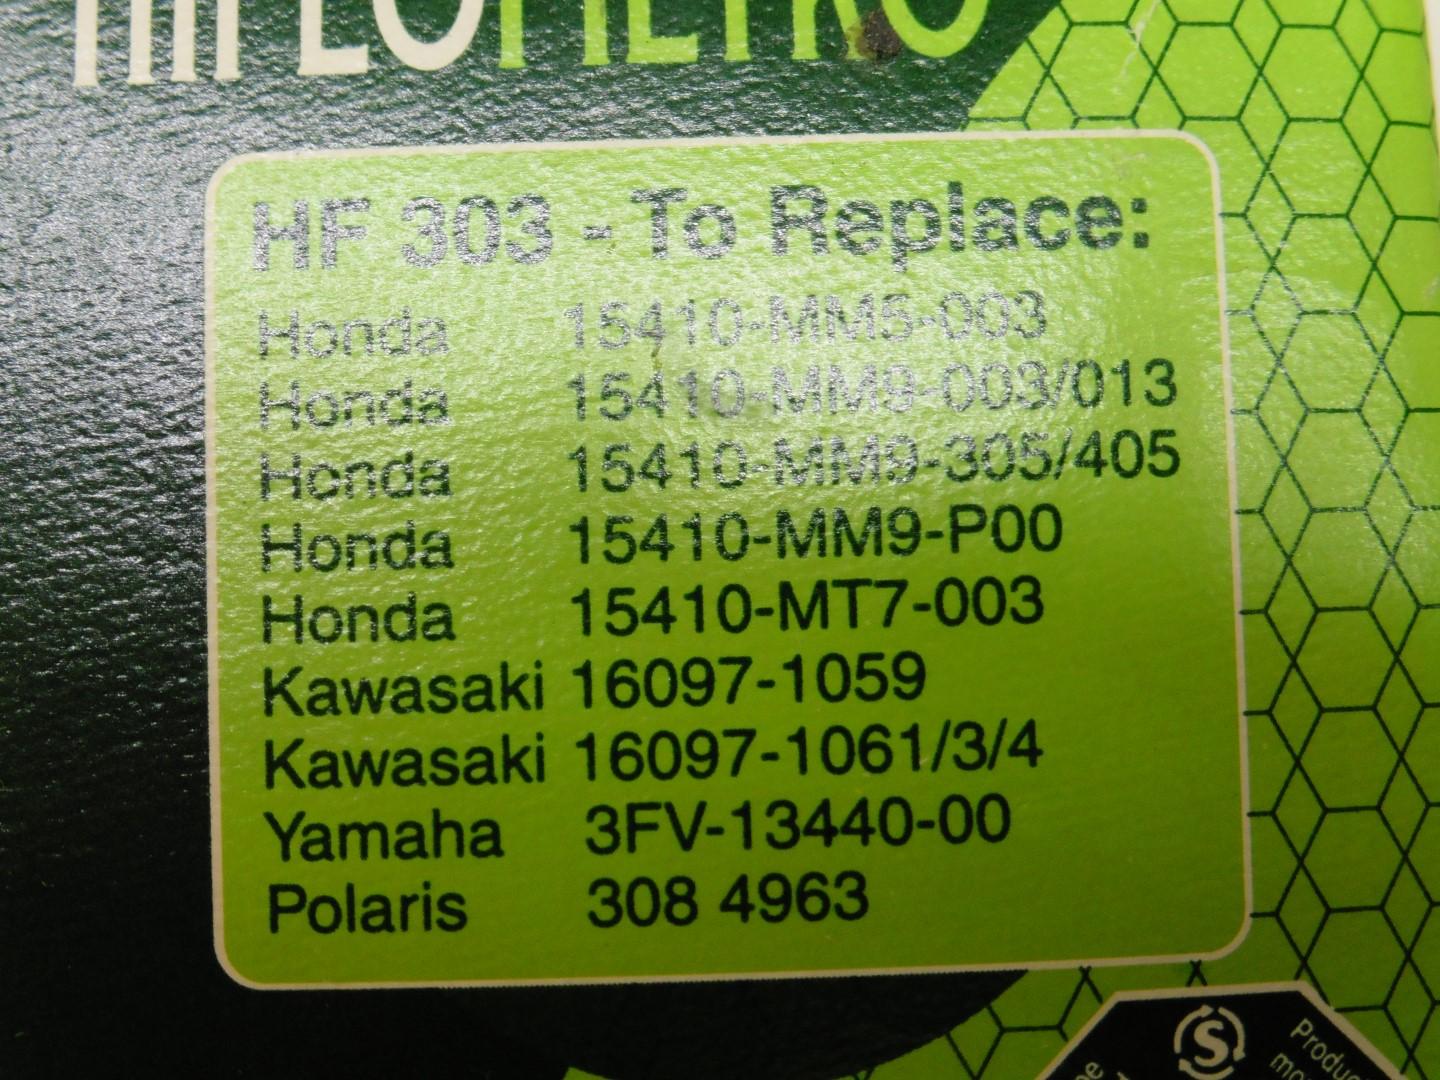 HIFLOFILTRO
HF 303 - To Replace:
Honda 15410-MM5-003
Honda 15410-MM9-003/013
Honda 15410-MM9-305/405
Honda 15410-MM9-P00
Honda 15410-MT7-003
Kawasaki 16097-1059
Kawasaki 16097-1061/3/4
Yamaha 3FV-13440-00
Polaris 308 4963
S